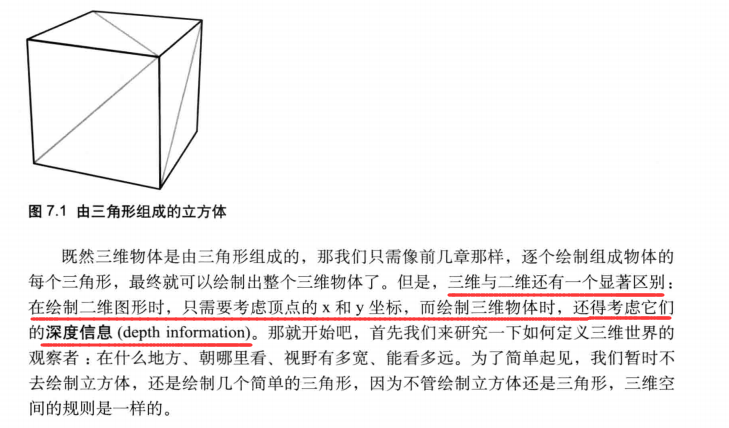 图 7.1 由三角形组成的立方体
既然三维物体是由三角形组成的，那我们只需像前几章那样，逐个绘制组成物体的
每个三角形，最终就可以绘制出整个三维物体了。但是，三维与二维还有一个显著区别：
在绘制二维图形时，只需要考虑顶点的 x 和 y 坐标，而绘制三维物体时，还得考虑它们
的深度信息 (depth information)。那就开始吧，首先我们来研究一下如何定义三维世界的
观察者：在什么地方、朝哪里看、视野有多宽、能看多远。为了简单起见，我们暂时不
去绘制立方体，还是绘制几个简单的三角形，因为不管绘制立方体还是三角形，三维空
间的规则是一样的。